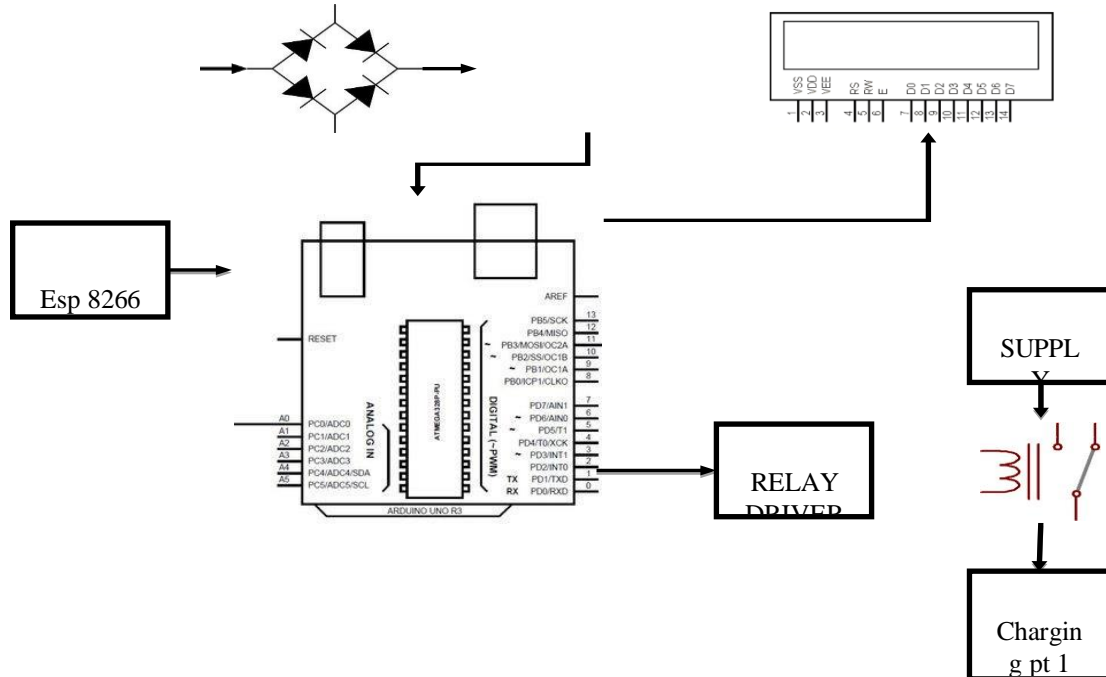 VSS
VDD
VEE
RS
RW
E
D0
D1
D2
D3
D4
D5
D6
D7
1
2
3
4
5
6
7
8
9
10
11
12
13
14
Esp 8266
RESET
AREF
PB5/SCK 13
PB4/MISO 12
~ PB3/MOSI/OC2A 11
~ PB2/SS/OC1B 10
~ PB1/OC1A 9
PB0/ICP1/CLKO 8
PD7/AIN1 7
~ PD6/AIN0 6
~ PD5/T1 5
PD4/T0/XCK 4
~ PD3/INT1 3
PD2/INT0 2
TX PD1/TXD 1
RX PD0/RXD 0
A0 PC0/ADC0
A1 PC1/ADC1
A2 PC2/ADC2
A3 PC3/ADC3
A4 PC4/ADC4/SDA
A5 PC5/ADC5/SCL
ANALOG IN
ATMEGA328P-PU
DIGITAL (~PWM)
ARDUINO UNO R3
RELAY
DRIVER
SUPPL
Y
Chargin
g pt 1